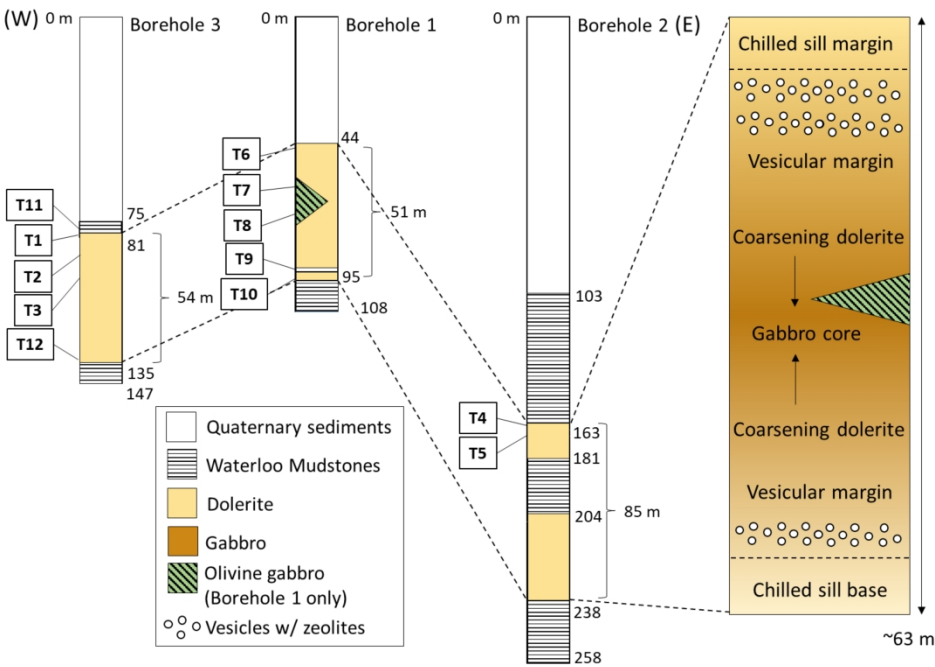 (W)
0 m
Borehole 3
0 m
Borehole 1
0 m
Borehole 2 (E)
T11
T1
T2
T3
T12
75
81
54 m
135
147
T6
T7
T8
T9
T10
44
51 m
95
108
T4
T5
103
163
181
204
85 m
238
258
Chilled sill margin
Vesicular margin
Coarsening dolerite
Gabbro core
Coarsening dolerite
Vesicular margin
Chilled sill base
~63 m
Quaternary sediments
Waterloo Mudstones
Dolerite
Gabbro
Olivine gabbro
(Borehole 1 only)
Vesicles w/ zeolites